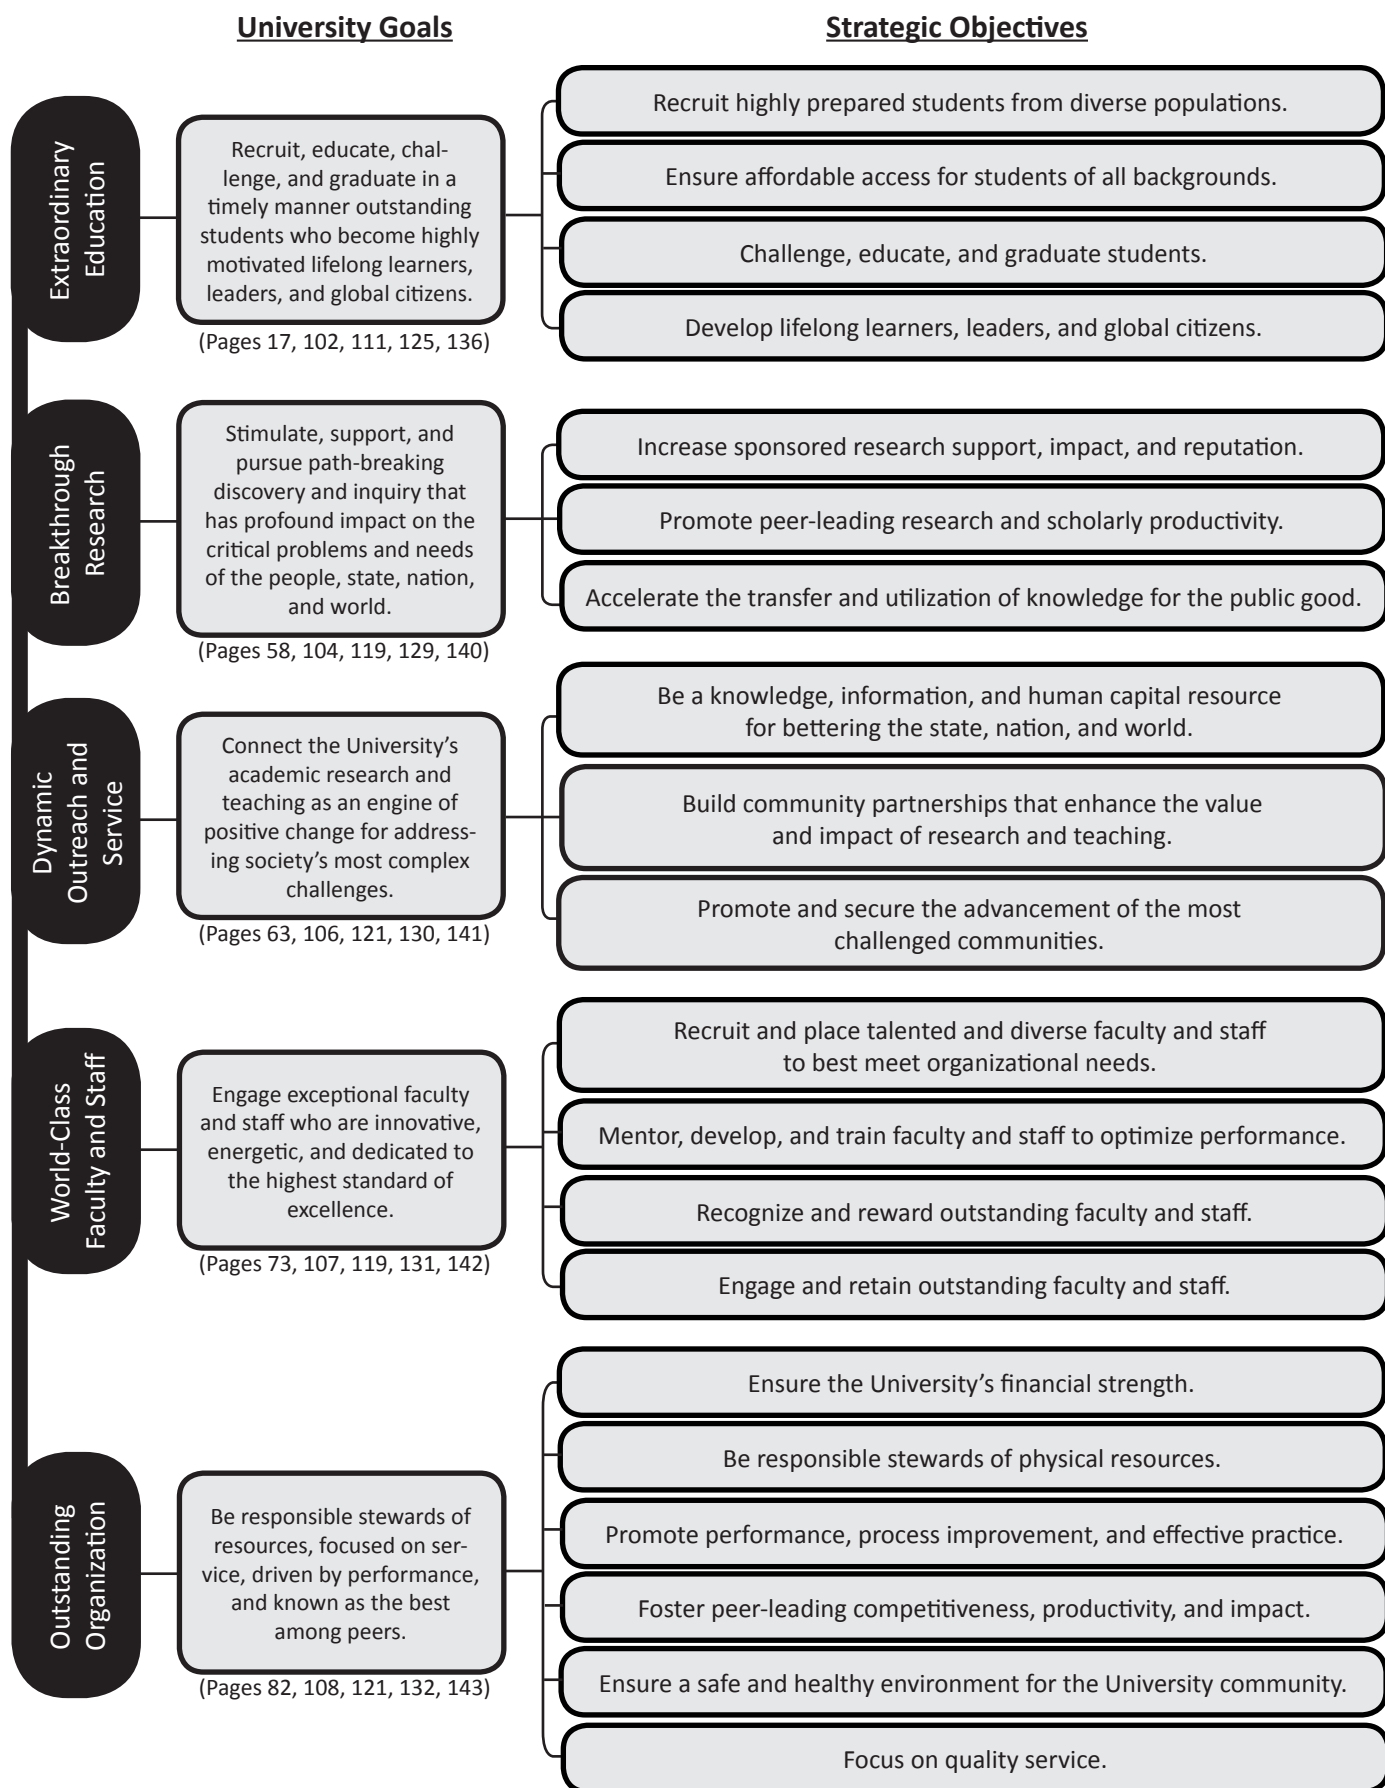 University Goals
Strategic Objectives
Extraordinary
Education
Recruit, educate, chal-
lenge, and graduate in a
timely manner outstanding
students who become highly
motivated lifelong learners,
leaders, and global citizens.
(Pages 17, 102, 111, 125, 136)
Recruit highly prepared students from diverse populations.
Ensure affordable access for students of all backgrounds.
Challenge, educate, and graduate students.
Develop lifelong learners, leaders, and global citizens.
Breakthrough
Research
Stimulate, support, and
pursue path-breaking
discovery and inquiry that
has profound impact on the
critical problems and needs
of the people, state, nation,
and world.
(Pages 58, 104, 119, 129, 140)
Increase sponsored research support, impact, and reputation.
Promote peer-leading research and scholarly productivity.
Accelerate the transfer and utilization of knowledge for the public good.
Dynamic
Outreach and
Service
Connect the University’s
academic research and
teaching as an engine of
positive change for address-
ing society’s most complex
challenges.
(Pages 63, 106, 121, 130, 141)
Be a knowledge, information, and human capital resource
for bettering the state, nation, and world.
Build community partnerships that enhance the value
and impact of research and teaching.
Promote and secure the advancement of the most
challenged communities.
World-Class
Faculty and Staff
Engage exceptional faculty
and staff who are innovative,
energetic, and dedicated to
the highest standard of
excellence.
(Pages 73, 107, 119, 131, 142)
Recruit and place talented and diverse faculty and staff
to best meet organizational needs.
Mentor, develop, and train faculty and staff to optimize performance.
Recognize and reward outstanding faculty and staff.
Engage and retain outstanding faculty and staff.
Outstanding
Organization
Be responsible stewards of
resources, focused on ser-
vice, driven by performance,
and known as the best
among peers.
(Pages 82, 108, 121, 132, 143)
Ensure the University’s financial strength.
Be responsible stewards of physical resources.
Promote performance, process improvement, and effective practice.
Foster peer-leading competitiveness, productivity, and impact.
Ensure a safe and healthy environment for the University community.
Focus on quality service.